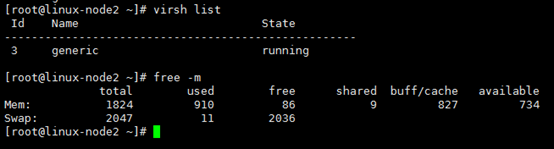 [root@linux-node2 ~]# virsh list
 Id    Name                           State
----------------------------------------------------
 3     generic                        running

[root@linux-node2 ~]# free -m
              total        used        free      shared  buff/cache   available
Mem:           1824         910          86           9         827         734
Swap:          2047          11        2036
[root@linux-node2 ~]#